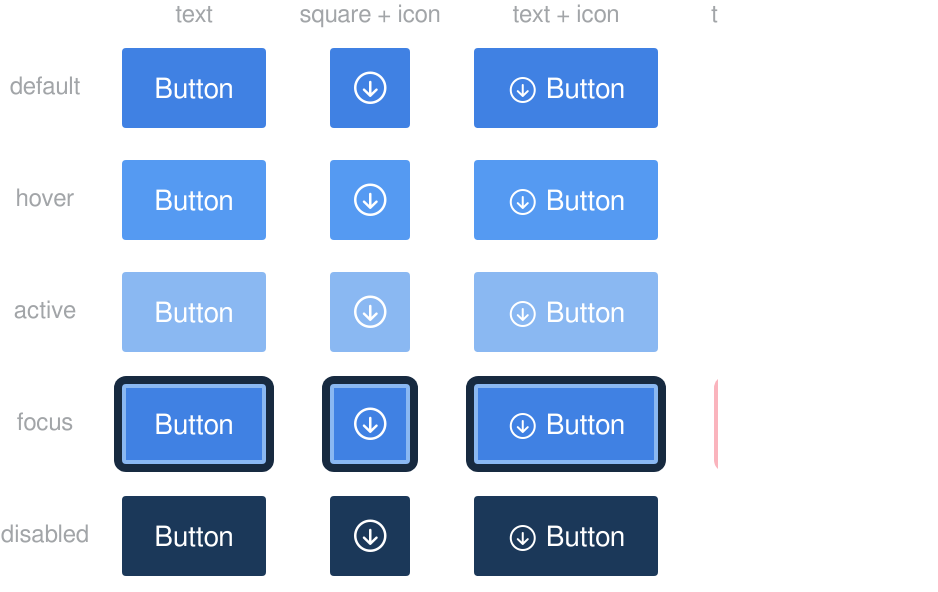 text square + icon text + icon t
default Button Button
hover Button Button
active Button Button
focus Button Button
disabled Button Button